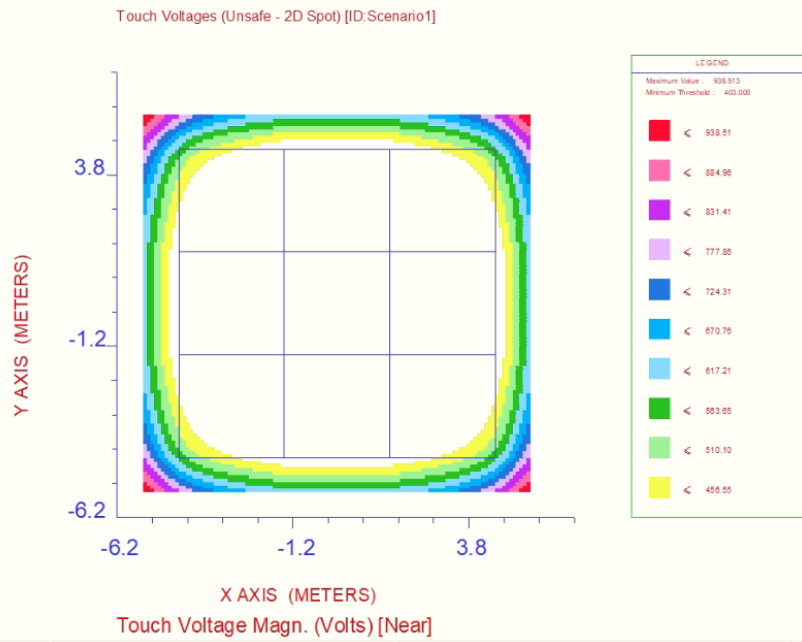 Touch Voltages (Unsafe - 2D Spot) [ID:Scenario1]
LEGEND
Maximum Value : 938.513
Minimum Threshold : 403.000
⩽ 938.51
⩽ 884.96
⩽ 831.41
⩽ 777.86
⩽ 724.31
⩽ 670.76
⩽ 617.21
⩽ 563.65
⩽ 510.10
⩽ 456.55
3.8
-1.2
-6.2
Y AXIS (METERS)
-6.2 -1.2 3.8
X AXIS (METERS)
Touch Voltage Magn. (Volts) [Near]